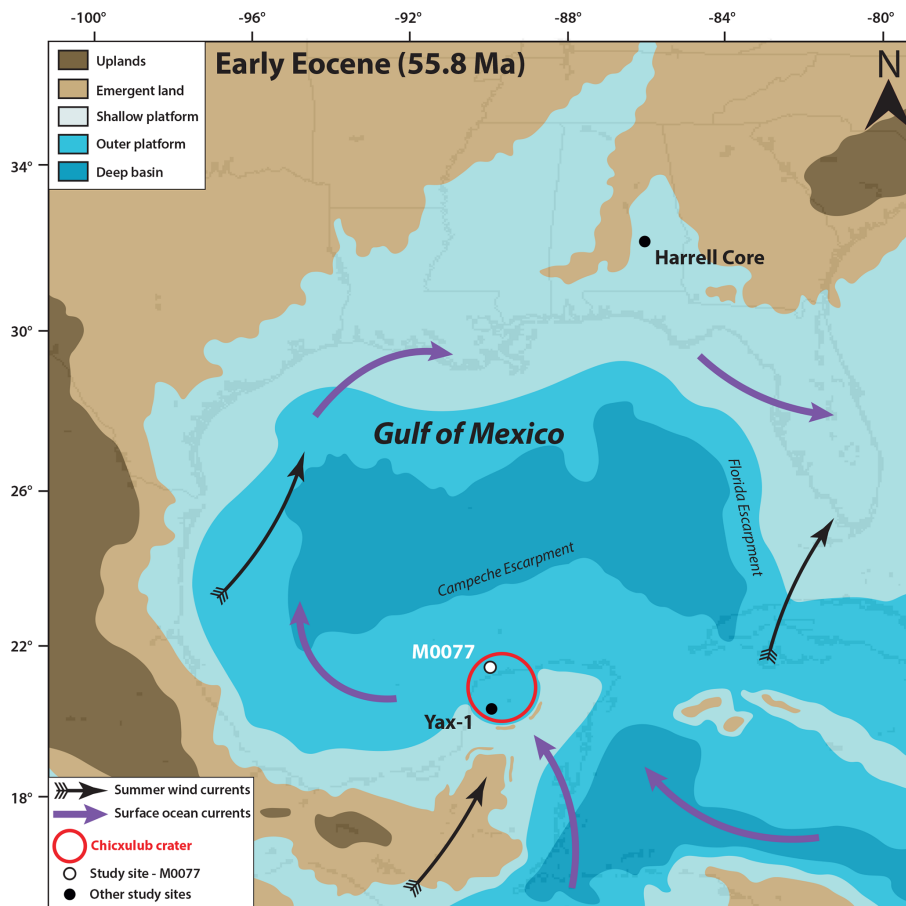 -100°
-96°
-92°
-88°
-84°
-80°
Uplands
Emergent land
Shallow platform
Outer platform
Deep basin
Early Eocene (55.8 Ma)
N
34°
Harrell Core
30°
Gulf of Mexico
26°
Florida Escarpment
Campeche Escarpment
22°
M0077
Yax-1
18°
Summer wind currents
Surface ocean currents
Chicxulub crater
Study site - M0077
Other study sites